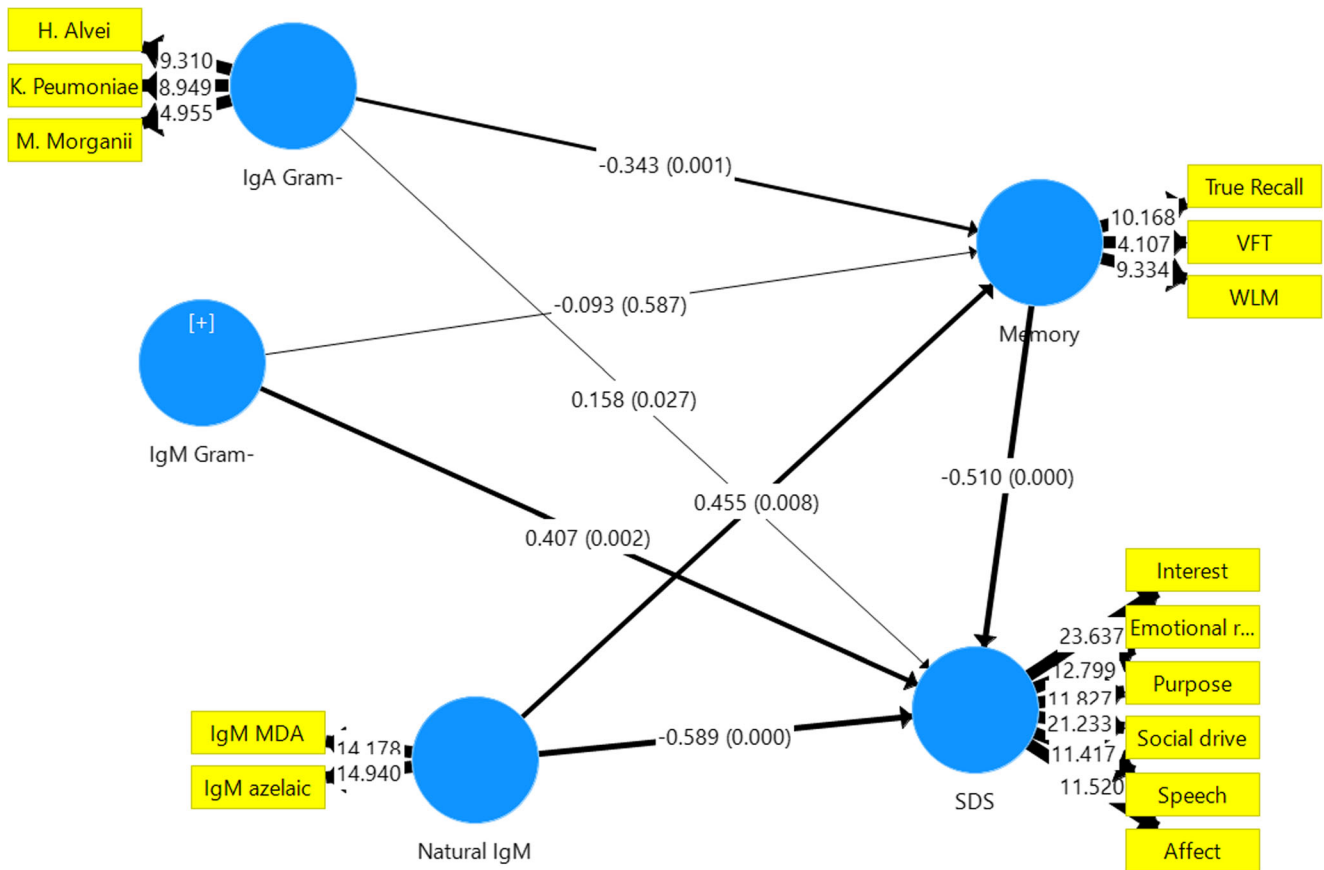 H. Alvei
K. Peumoniae
M. Morganii
9.310
8.949
4.955
IgA Gram-
-0.343 (0.001)
True Recall
VFT
WLM
10.168
4.107
9.334
Memory
[+]
IgM Gram-
-0.093 (0.587)
0.158 (0.027)
0.455 (0.008)
-0.510 (0.000)
0.407 (0.002)
-0.589 (0.000)
IgM MDA
IgM azelaic
14.178
14.940
Natural IgM
SDS
23.637
12.799
11.827
21.233
11.417
11.520
Interest
Emotional r...
Purpose
Social drive
Speech
Affect